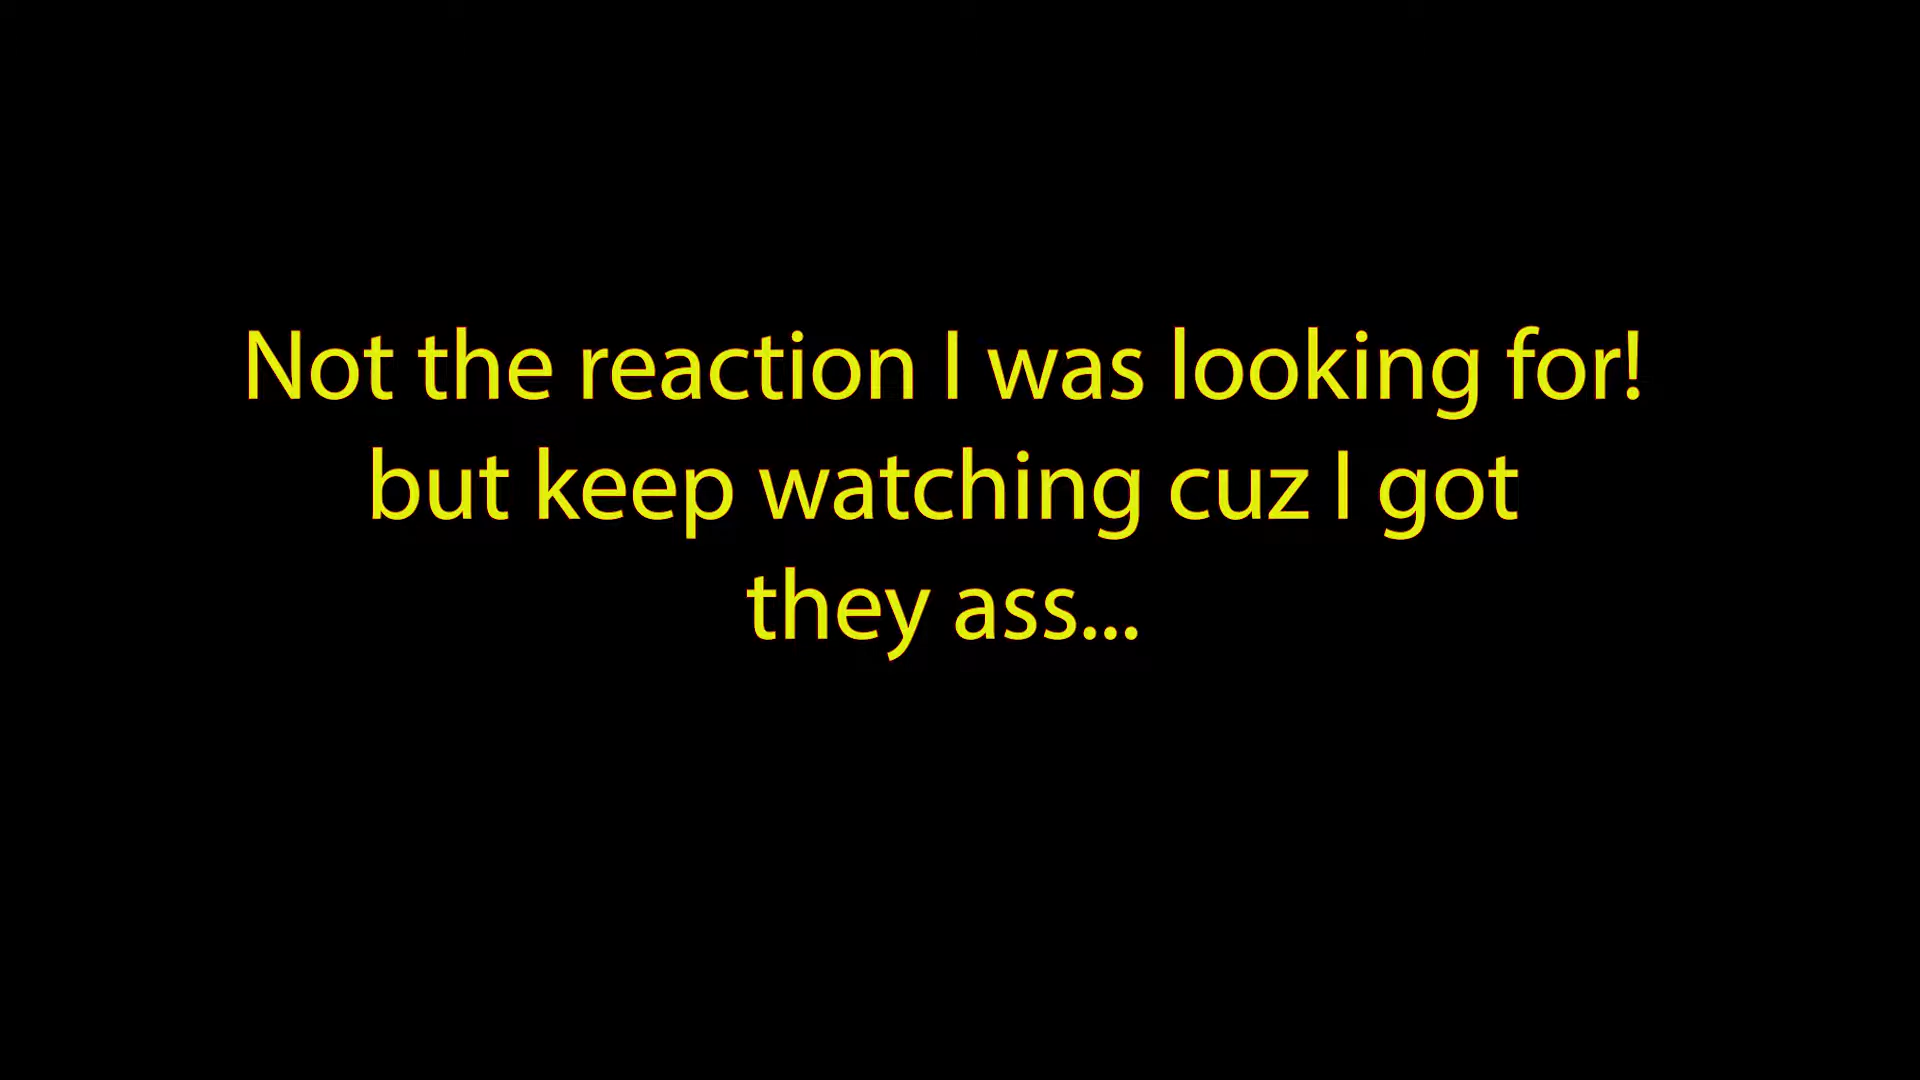 Not the reaction I was looking for!
but keep watching cuz I got
they ass...